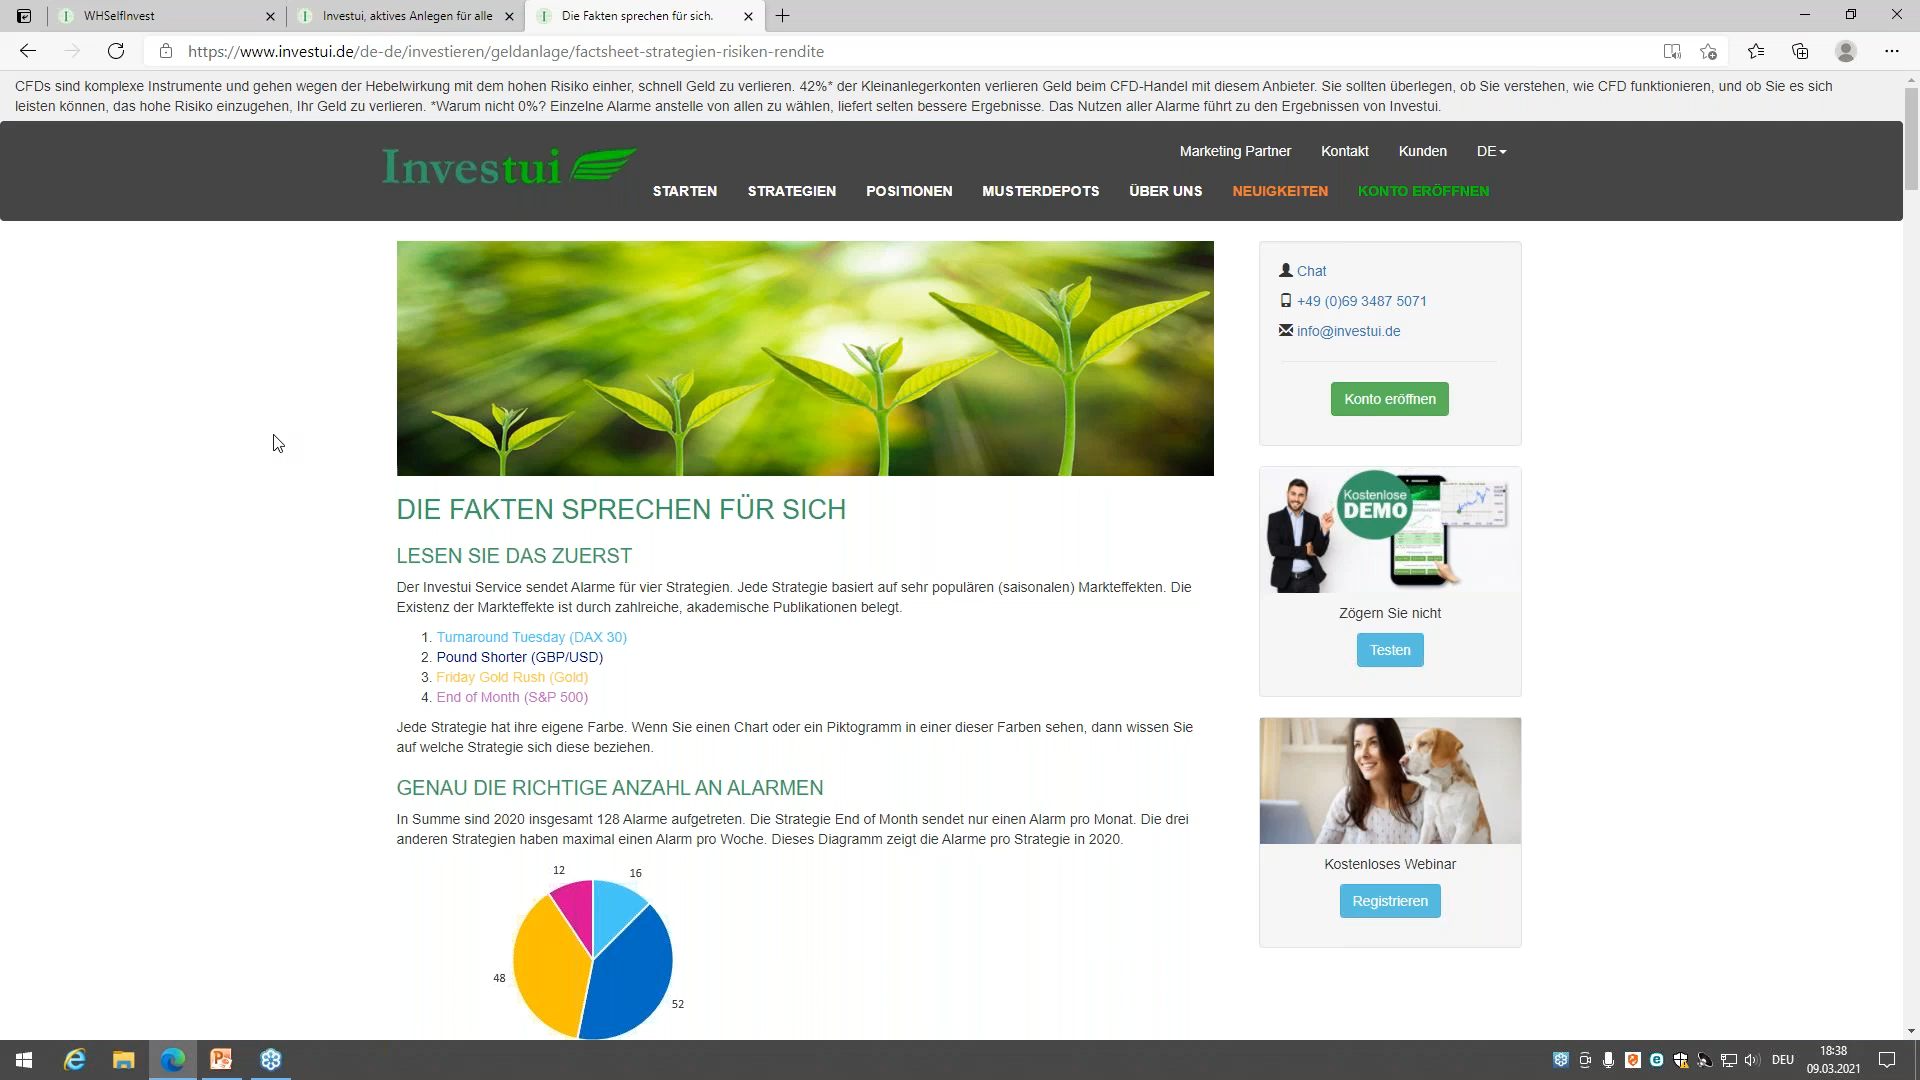 WHSelfInvest
Investui, aktives Anlegen für alle
Die Fakten sprechen für sich.
https://www.investui.de/de-de/investieren/geldanlage/factsheet-strategien-risiken-rendite
CFDs sind komplexe Instrumente und gehen wegen der Hebelwirkung mit dem hohen Risiko einher, schnell Geld zu verlieren. 42%* der Kleinanlegerkonten verlieren Geld beim CFD-Handel mit diesem Anbieter. Sie sollten überlegen, ob Sie verstehen, wie CFD funktionieren, und ob Sie es sich
leisten können, das hohe Risiko einzugehen, Ihr Geld zu verlieren. *Warum nicht 0%? Einzelne Alarme anstelle von allen zu wählen, liefert selten bessere Ergebnisse. Das Nutzen aller Alarme führt zu den Ergebnissen von Investui.
Investui
Marketing Partner Kontakt Kunden DE
STARTEN STRATEGIEN POSITIONEN MUSTERDEPOTS ÜBER UNS NEUIGKEITEN KONTO ERÖFFNEN
DIE FAKTEN SPRECHEN FÜR SICH
LESEN SIE DAS ZUERST
Der Investui Service sendet Alarme für vier Strategien. Jede Strategie basiert auf sehr populären (saisonalen) Markteffekten. Die
Existenz der Markteffekte ist durch zahlreiche, akademische Publikationen belegt.
1. Turnaround Tuesday (DAX 30)
2. Pound Shorter (GBP/USD)
3. Friday Gold Rush (Gold)
4. End of Month (S&P 500)
Jede Strategie hat ihre eigene Farbe. Wenn Sie einen Chart oder ein Piktogramm in einer dieser Farben sehen, dann wissen Sie
auf welche Strategie sich diese beziehen.
GENAU DIE RICHTIGE ANZAHL AN ALARMEN
In Summe sind 2020 insgesamt 128 Alarme aufgetreten. Die Strategie End of Month sendet nur einen Alarm pro Monat. Die drei
anderen Strategien haben maximal einen Alarm pro Woche. Dieses Diagramm zeigt die Alarme pro Strategie in 2020.
12
16
48
52
Chat
+49 (0)69 3487 5071
info@investui.de
Konto eröffnen
Kostenlose
DEMO
Zögern Sie nicht
Testen
Kostenloses Webinar
Registrieren
DEU
18:38
09.03.2021